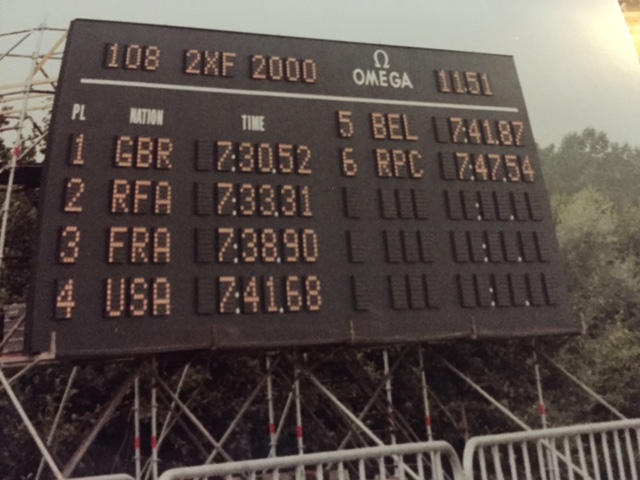 108 2XF 2000 Ω OMEGA 1151
PL NATION TIME
1 GBR 7:30.52
2 RFA 7:33.31
3 FRA 7:38.90
4 USA 7:41.68
5 BEL 7:41.87
6 RPC 7:47.54